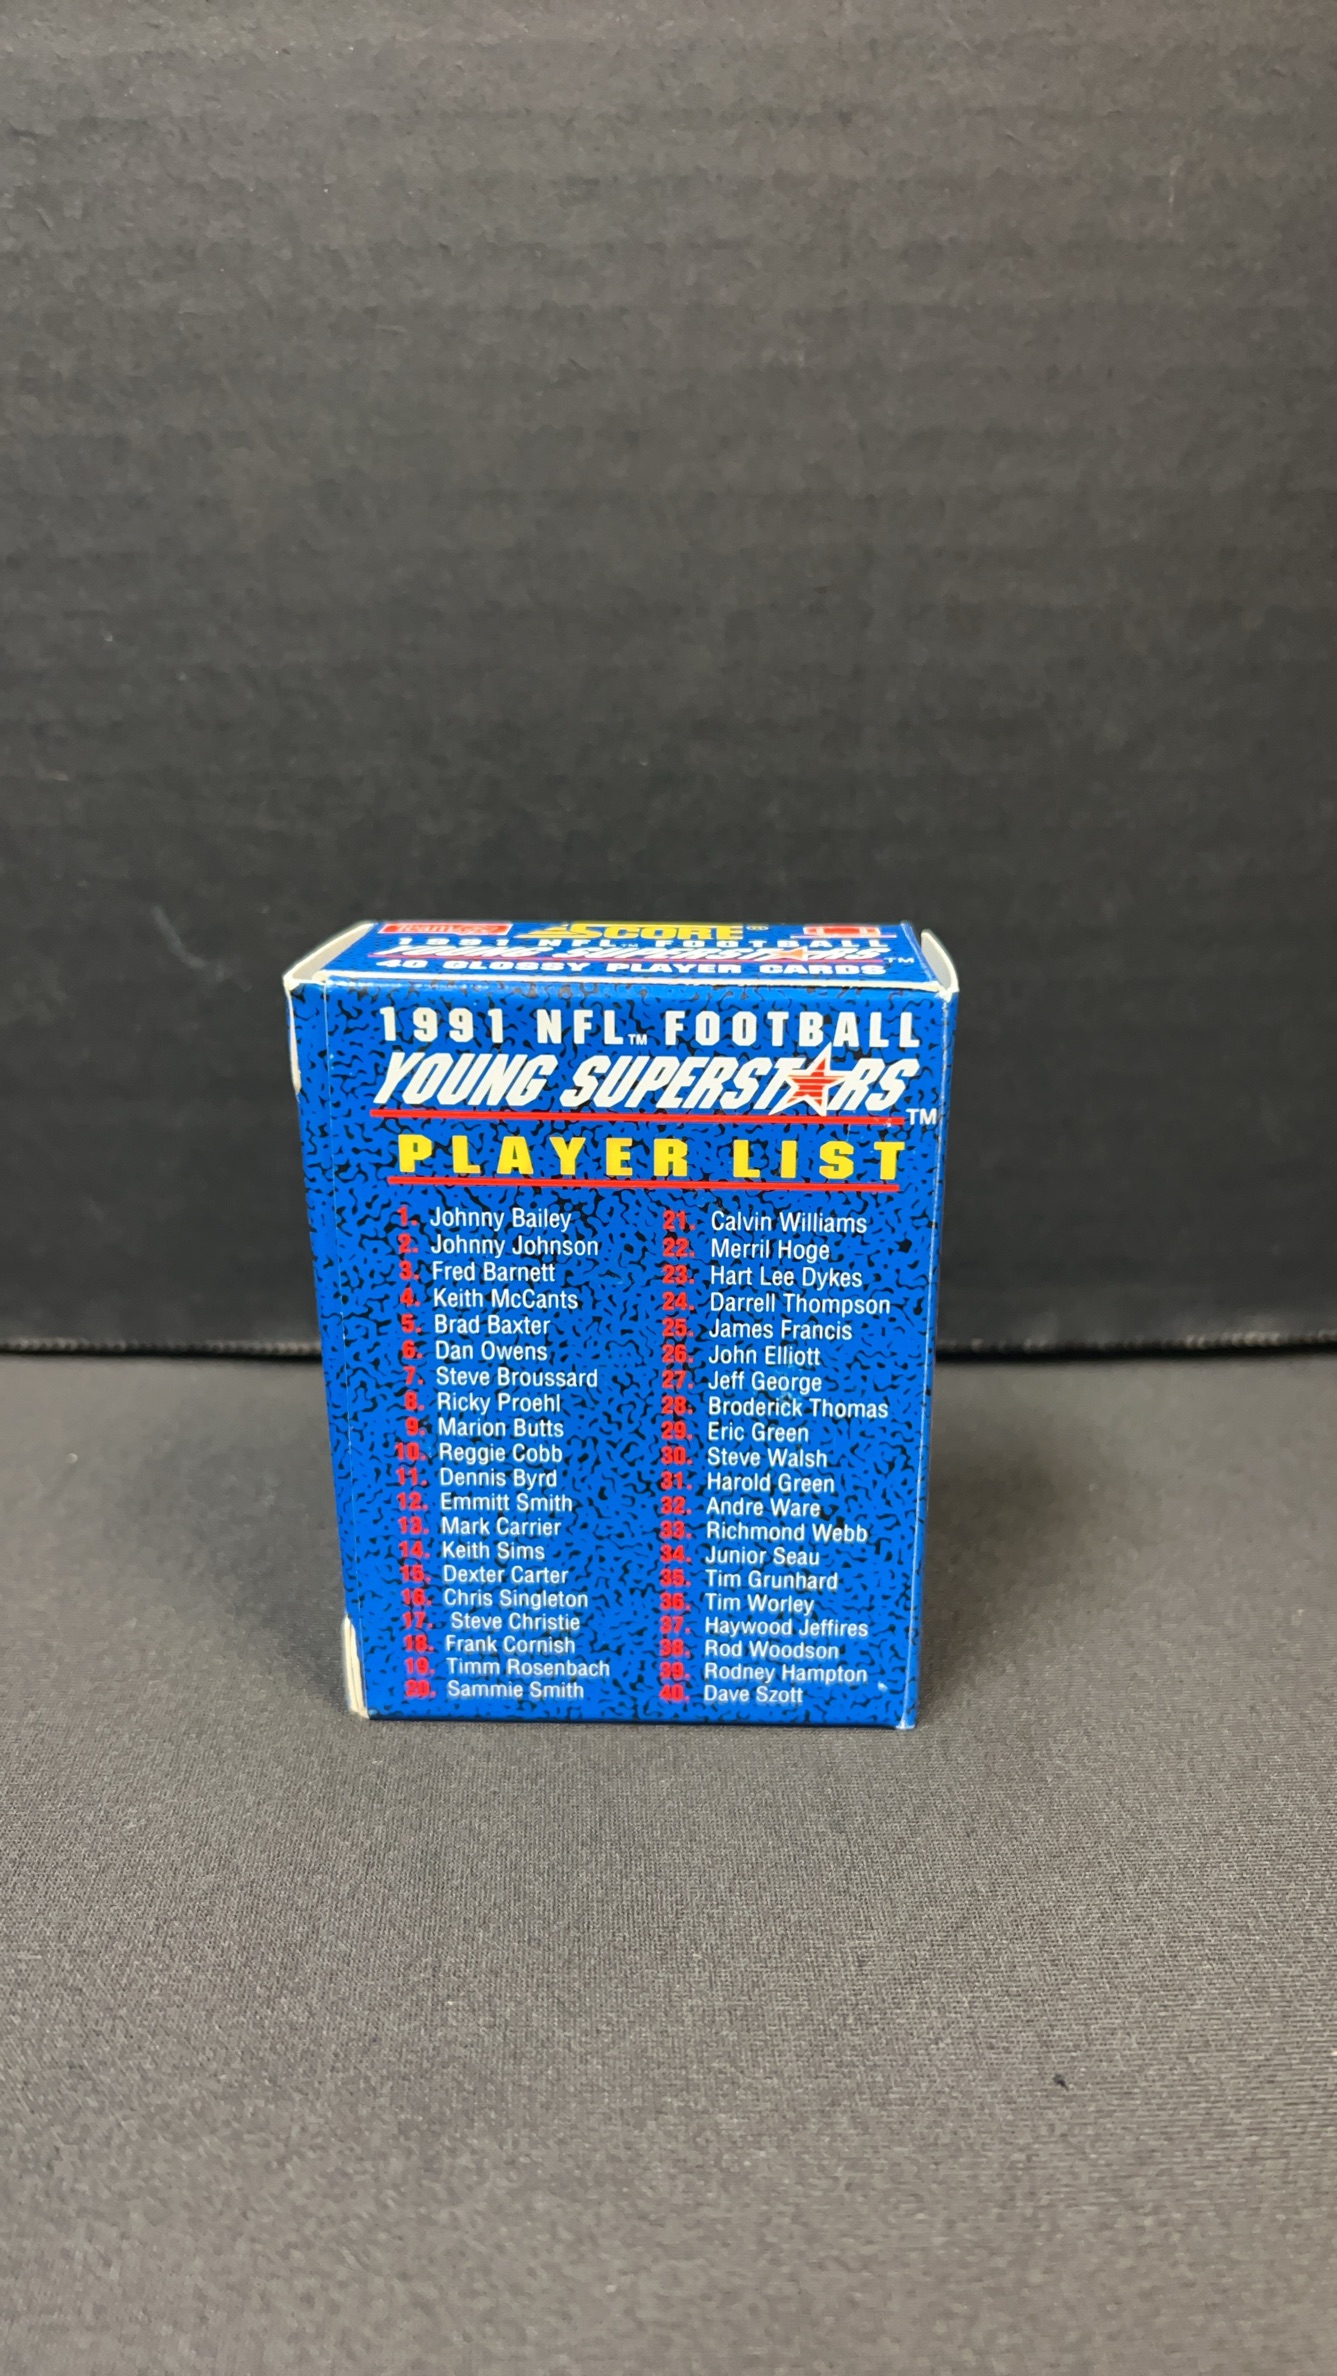 Team NFL
SCORE®
1991 NFL™ FOOTBALL
YOUNG SUPERSTARS™
40 GLOSSY PLAYER CARDS
1991 NFL™ FOOTBALL
YOUNG SUPERSTARS™
PLAYER LIST
1. Johnny Bailey
2. Johnny Johnson
3. Fred Barnett
4. Keith McCants
5. Brad Baxter
6. Dan Owens
7. Steve Broussard
8. Ricky Proehl
9. Marion Butts
10. Reggie Cobb
11. Dennis Byrd
12. Emmitt Smith
13. Mark Carrier
14. Keith Sims
15. Dexter Carter
16. Chris Singleton
17. Steve Christie
18. Frank Cornish
19. Timm Rosenbach
20. Sammie Smith
21. Calvin Williams
22. Merril Hoge
23. Hart Lee Dykes
24. Darrell Thompson
25. James Francis
26. John Elliott
27. Jeff George
28. Broderick Thomas
29. Eric Green
30. Steve Walsh
31. Harold Green
32. Andre Ware
33. Richmond Webb
34. Junior Seau
35. Tim Grunhard
36. Tim Worley
37. Haywood Jeffires
38. Rod Woodson
39. Rodney Hampton
40. Dave Szott